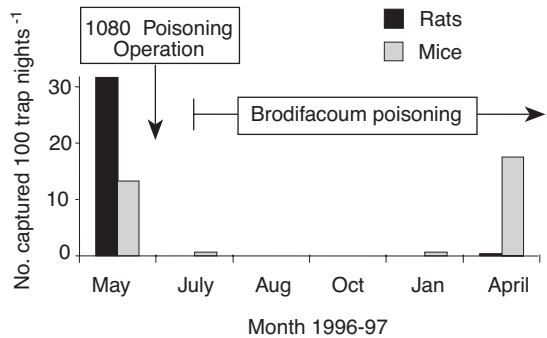 1080 Poisoning
Operation
Rats
Mice
No. captured 100 trap nights⁻¹
30
20
10
0
Brodifacoum poisoning
May
July
Aug
Oct
Jan
April
Month 1996-97